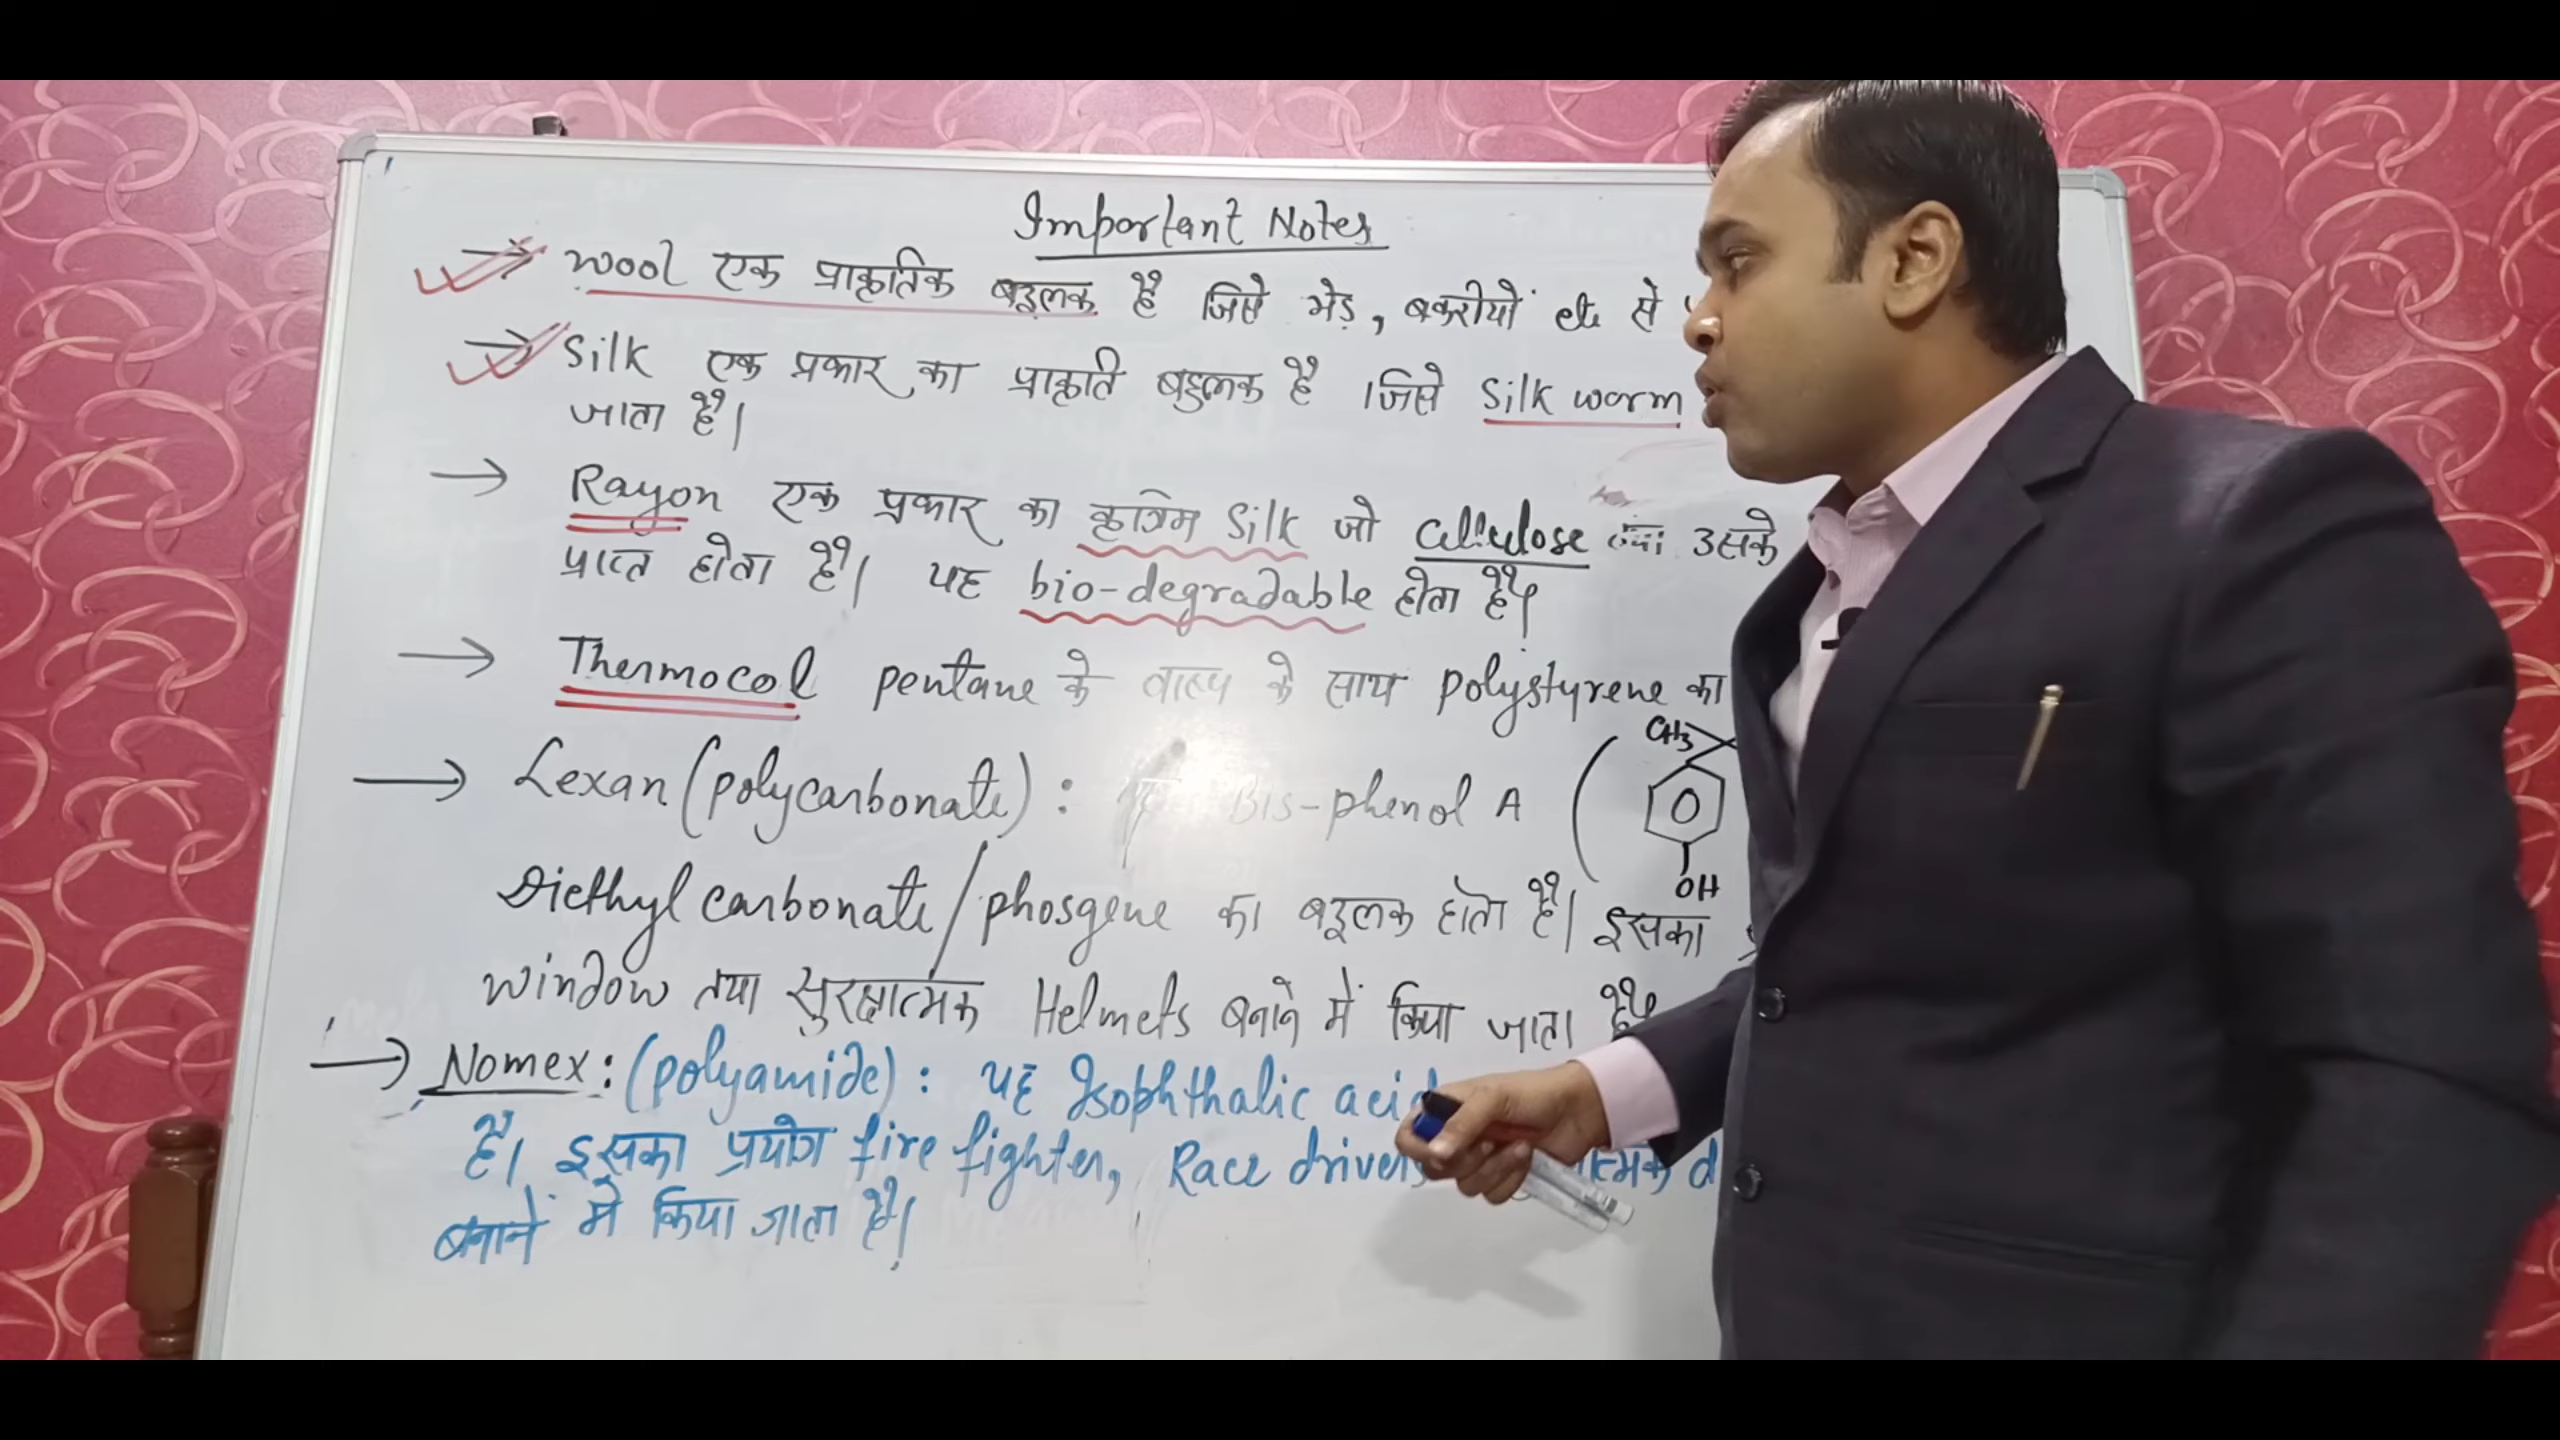 Important Notes
→ wool एक प्राकृतिक बहुलक है जिसे भेड़, बकरीयों etc से
→ Silk एक प्रकार का प्राकृति बहुलक है जिसे Silk worm
जाता है।
→ Rayon एक प्रकार का कृत्रिम Silk जो Cellulose उसके
प्राप्त होता है। यह bio-degradable होता है।
→ Thermocol pentane के वाष्प के साथ polystyrene का
CH3
→ Lexan (polycarbonate) : Bis-phenol A (
OH
Diethyl carbonate/phosgene का बहुलक होता है। इसका
window तथा सुरक्षात्मक Helmets बनाने में किया जाता है।
→ Nomex: (polyamide) : यह Isophthalic acid
है। इसका प्रयोग fire fighter, Race drivers
बनाने में किया जाता है।